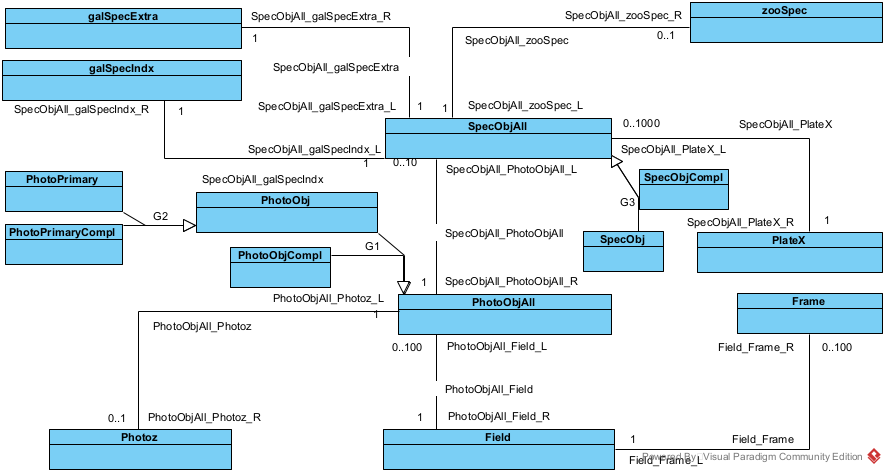 galSpecExtra
SpecObjAll_galSpecExtra_R
SpecObjAll_zooSpec_R
zooSpec
1
SpecObjAll_zooSpec
0..1
galSpecIndx
SpecObjAll_galSpecExtra
SpecObjAll_galSpecIndx_R
1
SpecObjAll_galSpecExtra_L
1
1
SpecObjAll_zooSpec_L
SpecObjAll
0..1000
SpecObjAll_PlateX
SpecObjAll_galSpecIndx_L
SpecObjAll_PlateX_L
1
0..10
SpecObjAll_PhotoObjAll_L
PhotoPrimary
SpecObjAll_galSpecIndx
SpecObjCompl
PhotoObj
G2
G3
SpecObjAll_PlateX_R
1
PhotoPrimaryCompl
SpecObjAll_PhotoObjAll
SpecObj
PlateX
G1
PhotoObjCompl
1
SpecObjAll_PhotoObjAll_R
PhotoObjAll_Photoz_L
PhotoObjAll
Frame
1
PhotoObjAll_Photoz
0..100
PhotoObjAll_Field_L
Field_Frame_R
0..100
PhotoObjAll_Field
0..1
PhotoObjAll_Photoz_R
1
PhotoObjAll_Field_R
Photoz
Field
1
Field_Frame
Powered By Visual Paradigm Community Edition
Field_Frame_L